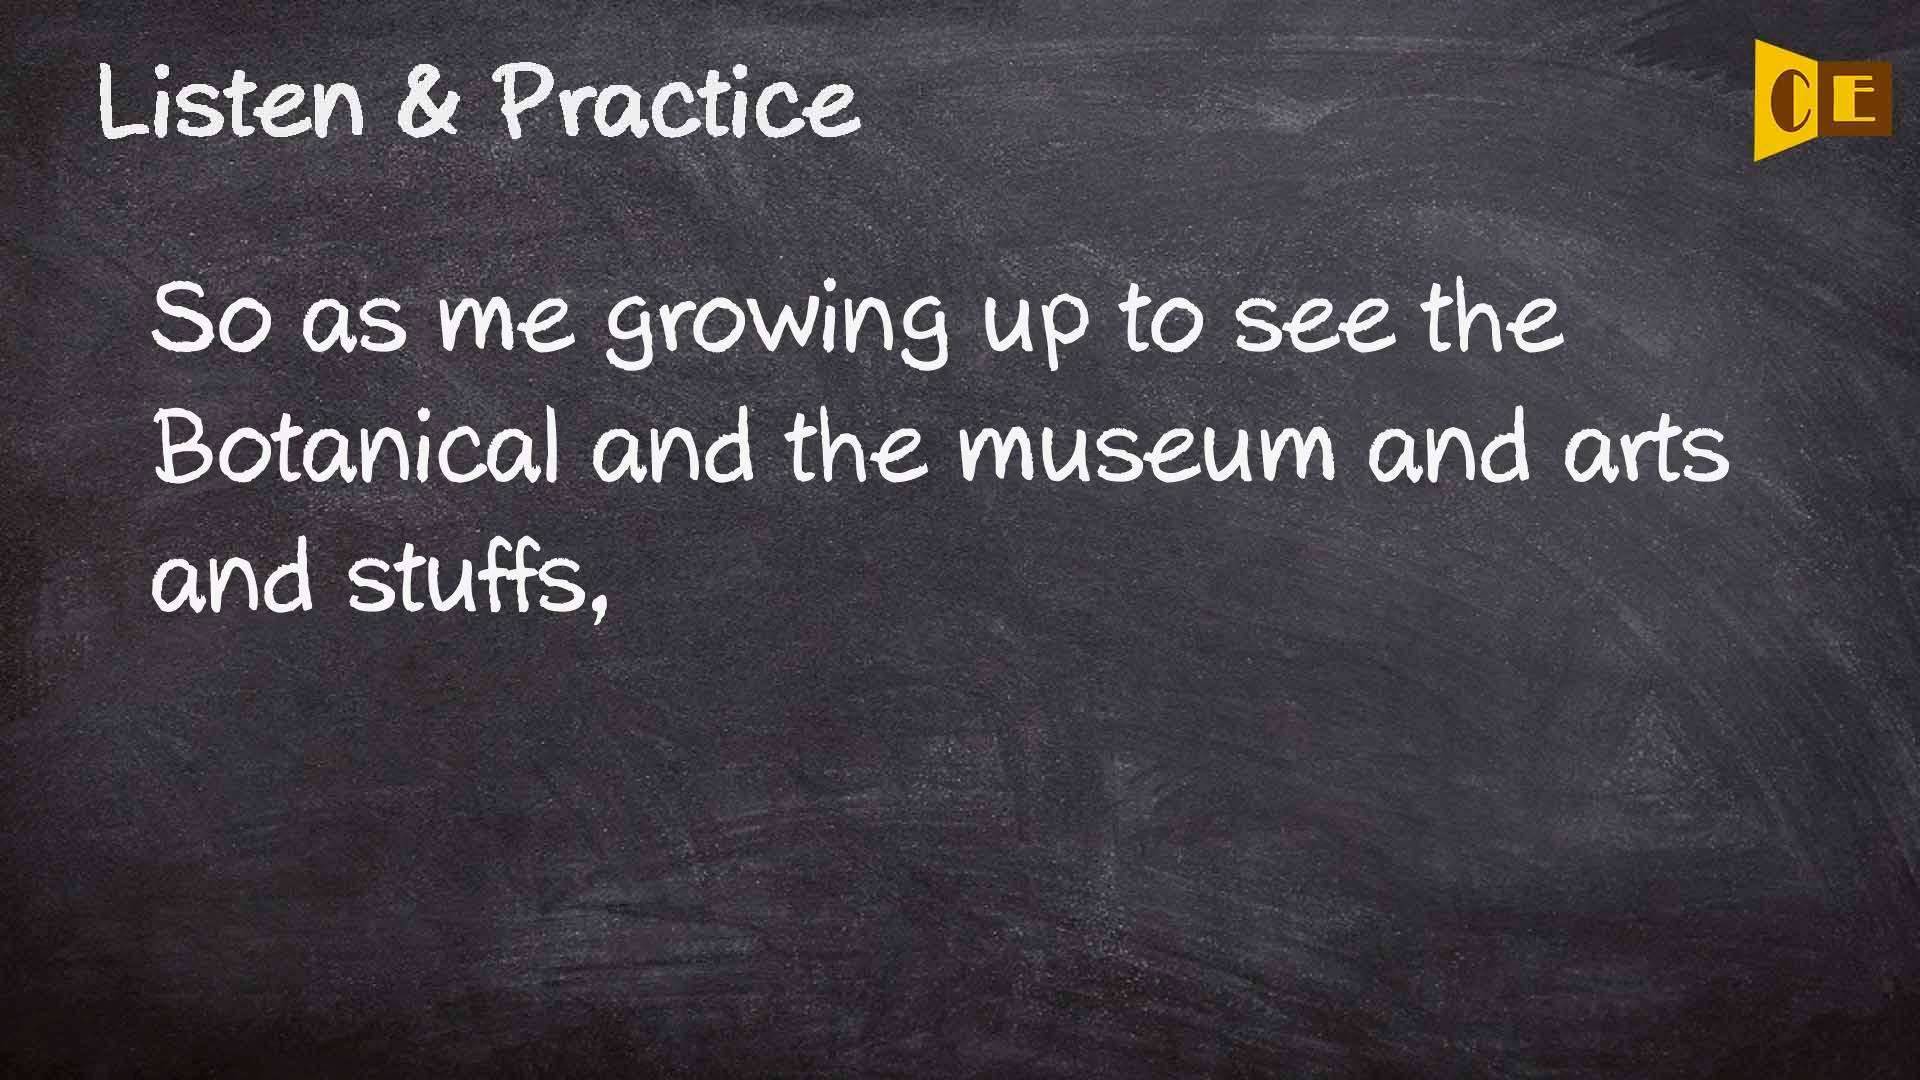 Listen & Practice
CE
So as me growing up to see the
Botanical and the museum and arts
and stuffs,